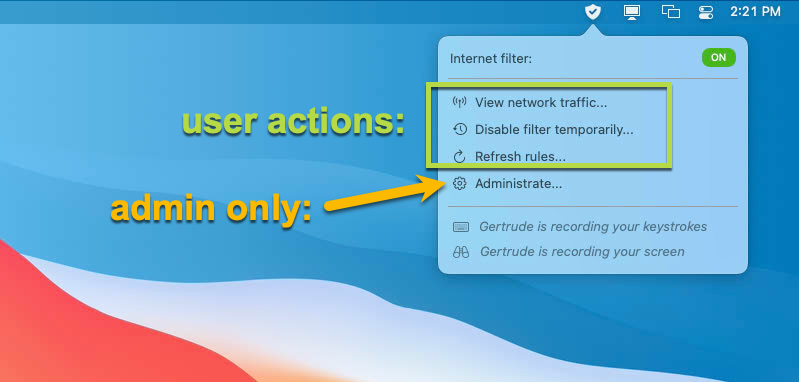 2:21 PM
Internet filter:
ON
user actions:
View network traffic...
Disable filter temporarily...
Refresh rules...
admin only:
Administrate...
Gertrude is recording your keystrokes
Gertrude is recording your screen